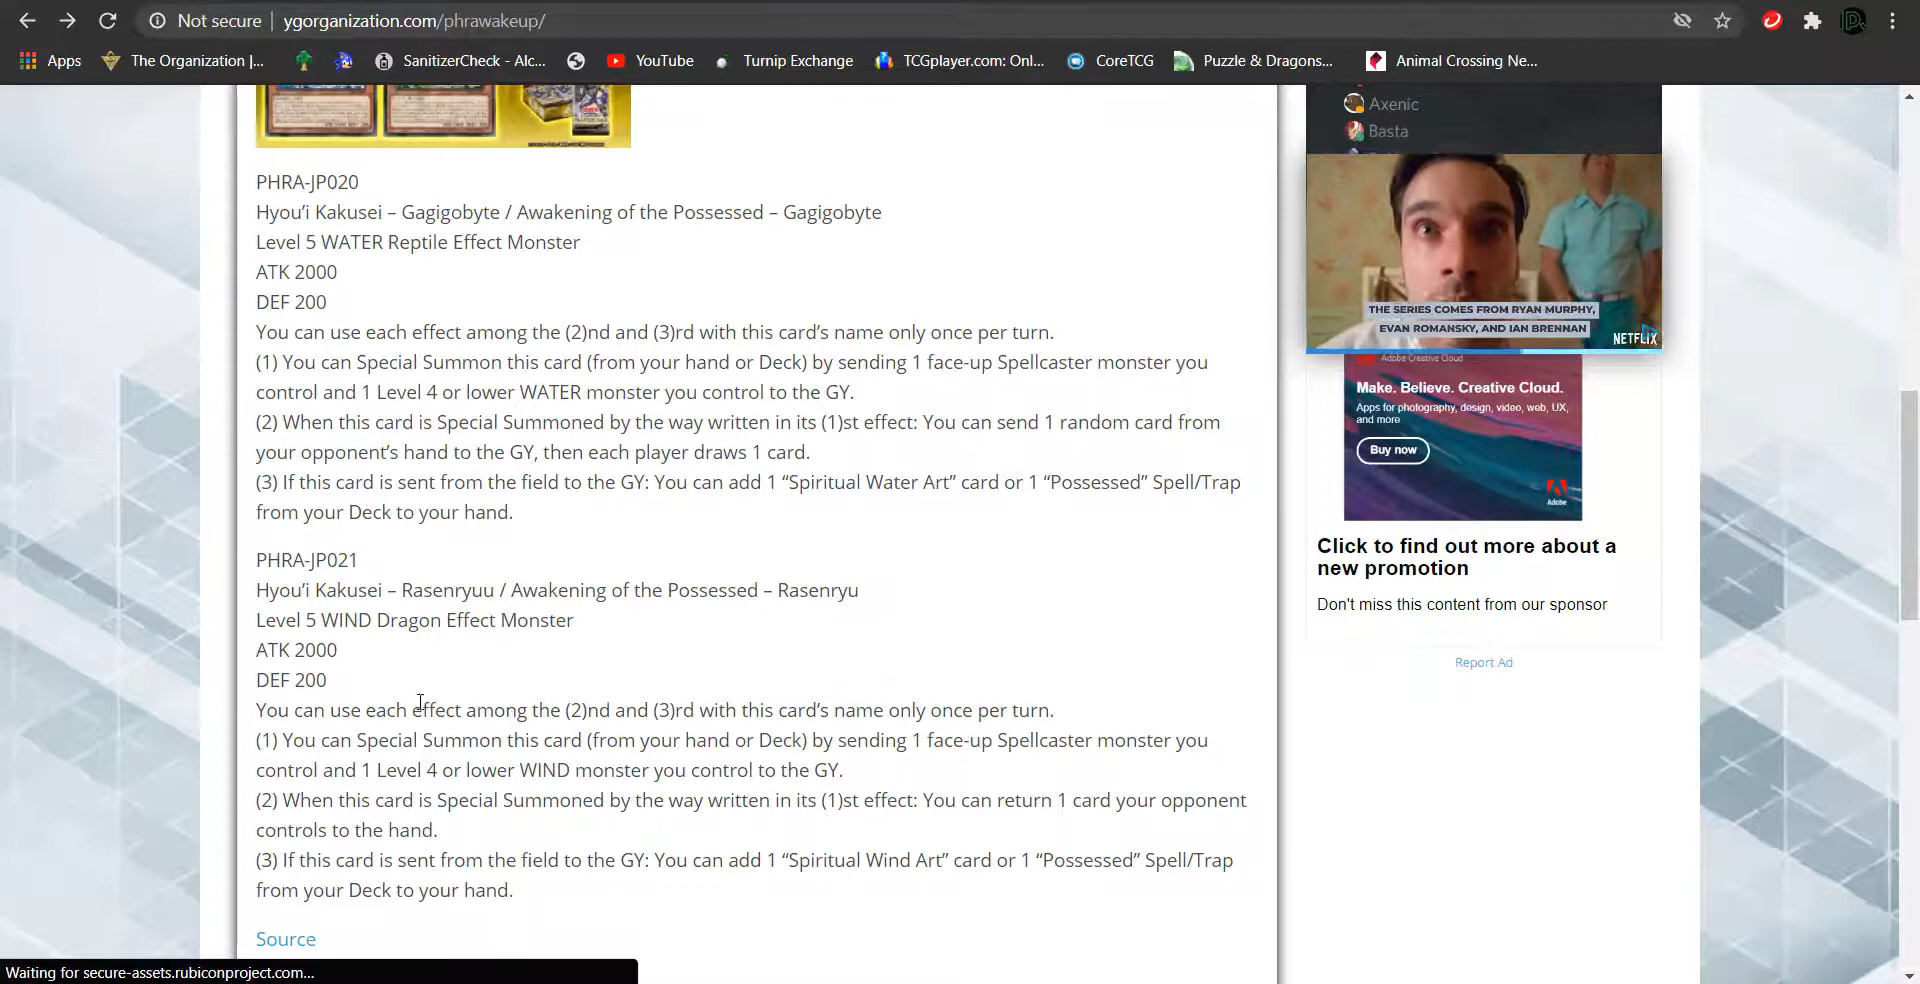 Not secure | ygorganization.com/phrawakeup/
Apps The Organization |... SanitizerCheck - Alc... YouTube Turnip Exchange TCGplayer.com: Onl... CoreTCG Puzzle & Dragons... Animal Crossing Ne...
PHRA-JP020
Hyou’i Kakusei – Gagigobyte / Awakening of the Possessed – Gagigobyte
Level 5 WATER Reptile Effect Monster
ATK 2000
DEF 200
You can use each effect among the (2)nd and (3)rd with this card’s name only once per turn.
(1) You can Special Summon this card (from your hand or Deck) by sending 1 face-up Spellcaster monster you
control and 1 Level 4 or lower WATER monster you control to the GY.
(2) When this card is Special Summoned by the way written in its (1)st effect: You can send 1 random card from
your opponent’s hand to the GY, then each player draws 1 card.
(3) If this card is sent from the field to the GY: You can add 1 “Spiritual Water Art” card or 1 “Possessed” Spell/Trap
from your Deck to your hand.
PHRA-JP021
Hyou’i Kakusei – Rasenryuu / Awakening of the Possessed – Rasenryu
Level 5 WIND Dragon Effect Monster
ATK 2000
DEF 200
You can use each effect among the (2)nd and (3)rd with this card’s name only once per turn.
(1) You can Special Summon this card (from your hand or Deck) by sending 1 face-up Spellcaster monster you
control and 1 Level 4 or lower WIND monster you control to the GY.
(2) When this card is Special Summoned by the way written in its (1)st effect: You can return 1 card your opponent
controls to the hand.
(3) If this card is sent from the field to the GY: You can add 1 “Spiritual Wind Art” card or 1 “Possessed” Spell/Trap
from your Deck to your hand.
Source
Waiting for secure-assets.rubiconproject.com...
Axenic
Basta
THE SERIES COMES FROM RYAN MURPHY,
EVAN ROMANSKY, AND IAN BRENNAN
NETFLIX
Adobe Creative Cloud
Make. Believe. Creative Cloud.
Apps for photography, design, video, web, UX,
and more
Buy now
Adobe
Click to find out more about a
new promotion
Don't miss this content from our sponsor
Report Ad